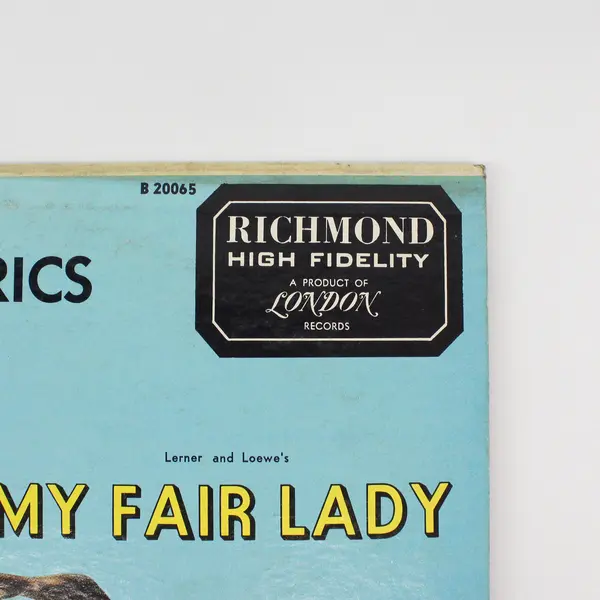 B 20065
RICHMOND
HIGH FIDELITY
A PRODUCT OF
LONDON
RECORDS
RICS
Lerner and Loewe's
MY FAIR LADY